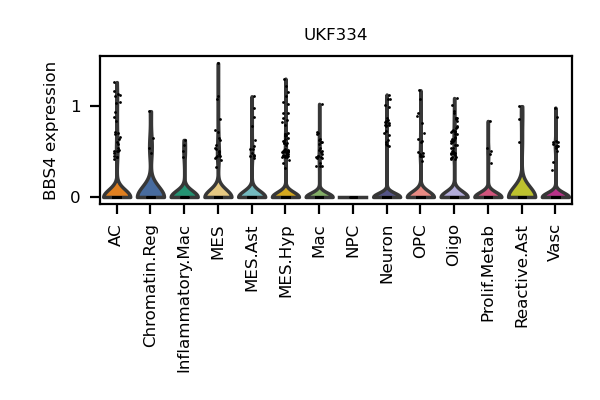 UKF334
BBS4 expression
1
0
AC
Chromatin.Reg
Inflammatory.Mac
MES
MES.Ast
MES.Hyp
Mac
NPC
Neuron
OPC
Oligo
Prolif.Metab
Reactive.Ast
Vasc